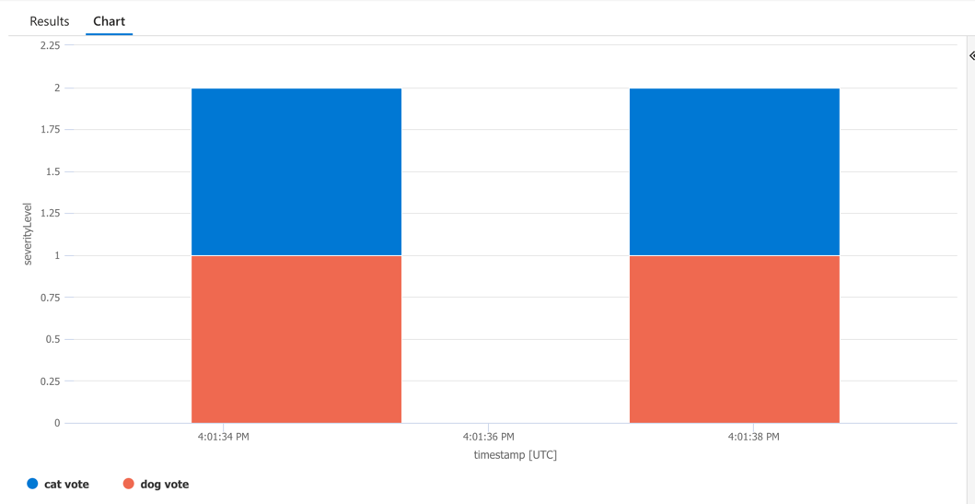 Results Chart
2.25
2
1.75
1.5
1.25
1
0.75
0.5
0.25
0
severityLevel
4:01:34 PM 4:01:36 PM 4:01:38 PM
timestamp [UTC]
cat vote dog vote